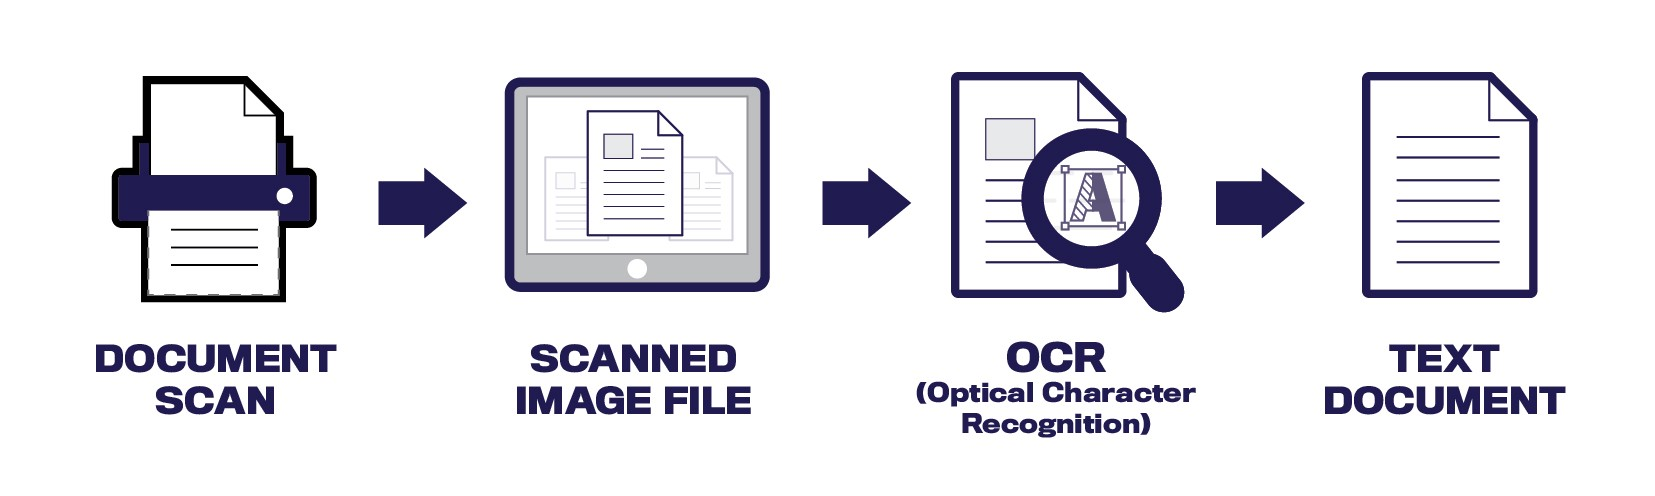 DOCUMENT
SCAN
SCANNED
IMAGE FILE
A
OCR
(Optical Character
Recognition)
TEXT
DOCUMENT